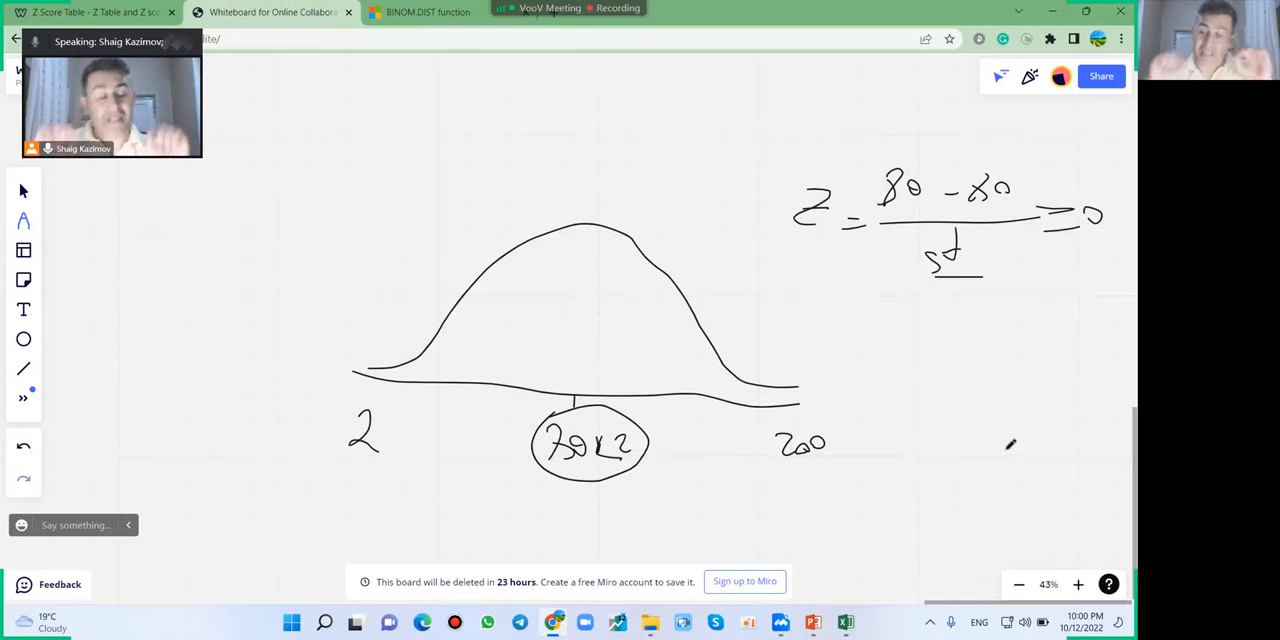 Z Score Table - Z Table and Z sco
Whiteboard for Online Collabora
BINOM.DIST function
VooV Meeting
Recording
Speaking: Shaig Kazimov;
lite/
Share
Shaig Kazimov
Z = 80 - 80 = 0
st
2
200
Say something...
Feedback
This board will be deleted in 23 hours. Create a free Miro account to save it.
Sign up to Miro
43%
?
19°C
Cloudy
ENG
10:00 PM
10/12/2022